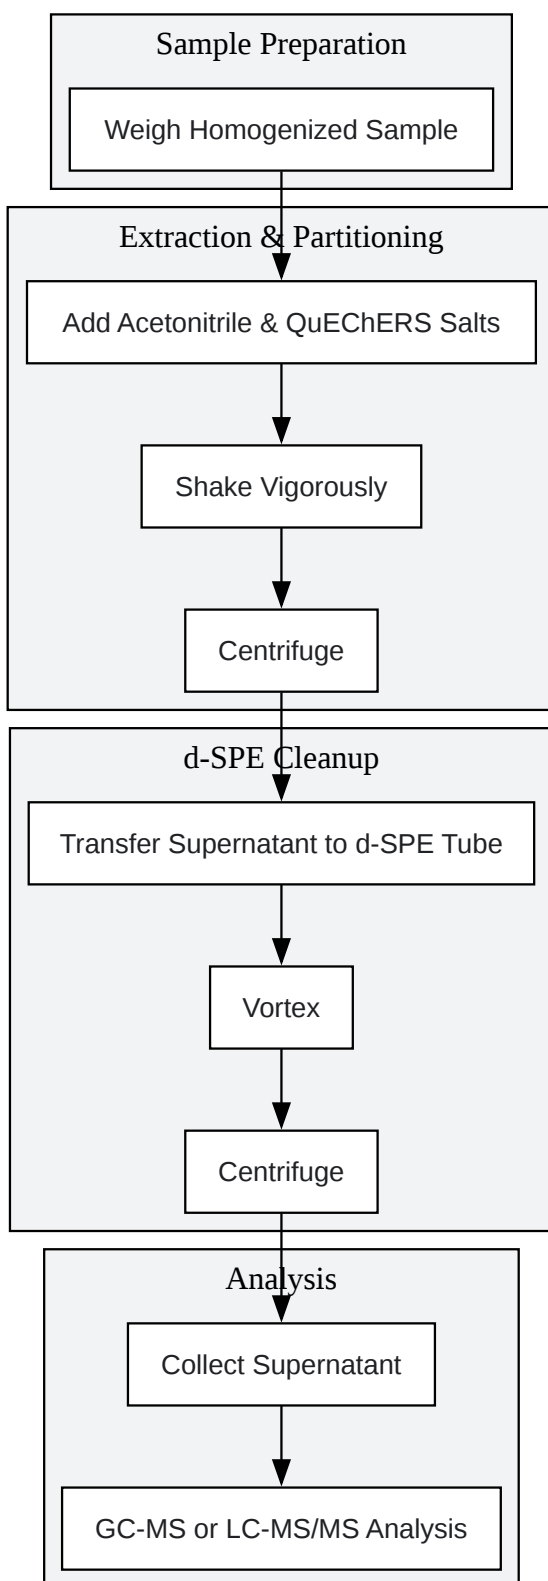 Sample Preparation
Weigh Homogenized Sample
Extraction & Partitioning
Add Acetonitrile & QuEChERS Salts
Shake Vigorously
Centrifuge
d-SPE Cleanup
Transfer Supernatant to d-SPE Tube
Vortex
Centrifuge
Analysis
Collect Supernatant
GC-MS or LC-MS/MS Analysis